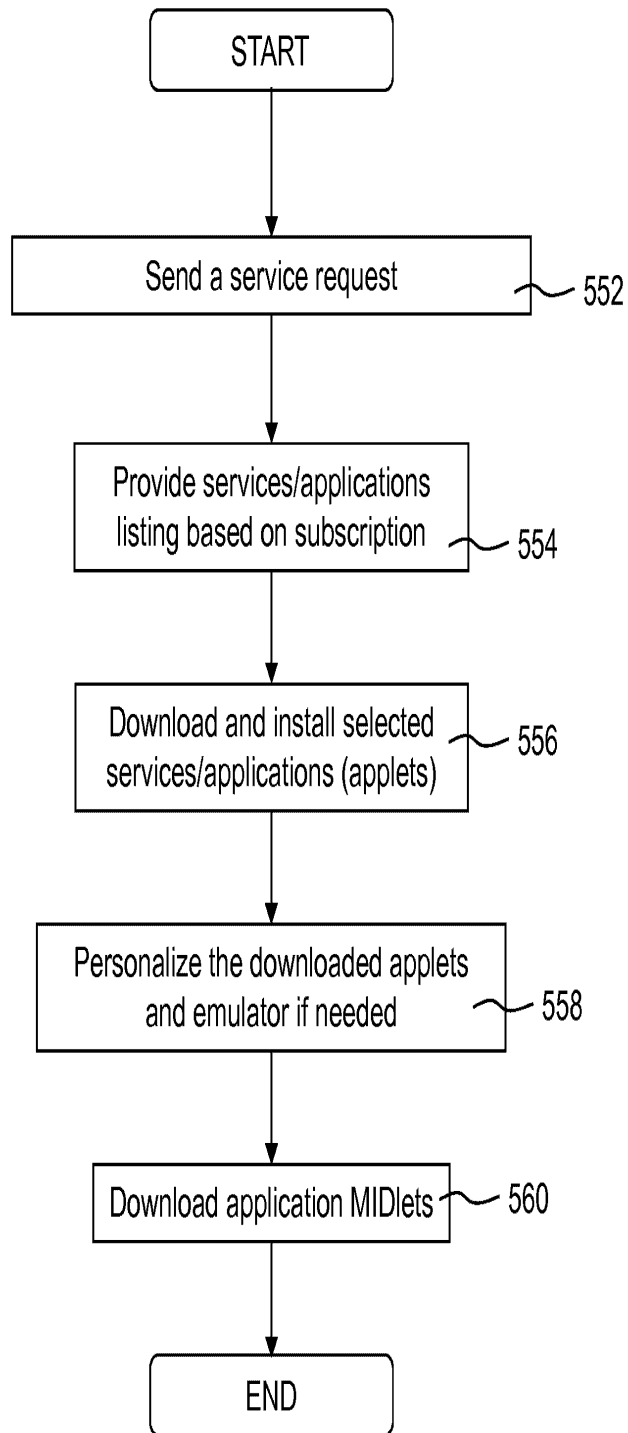 START
Send a service request
552
Provide services/applications
listing based on subscription
554
Download and install selected
services/applications (applets)
556
Personalize the downloaded applets
and emulator if needed
558
Download application MIDlets
560
END